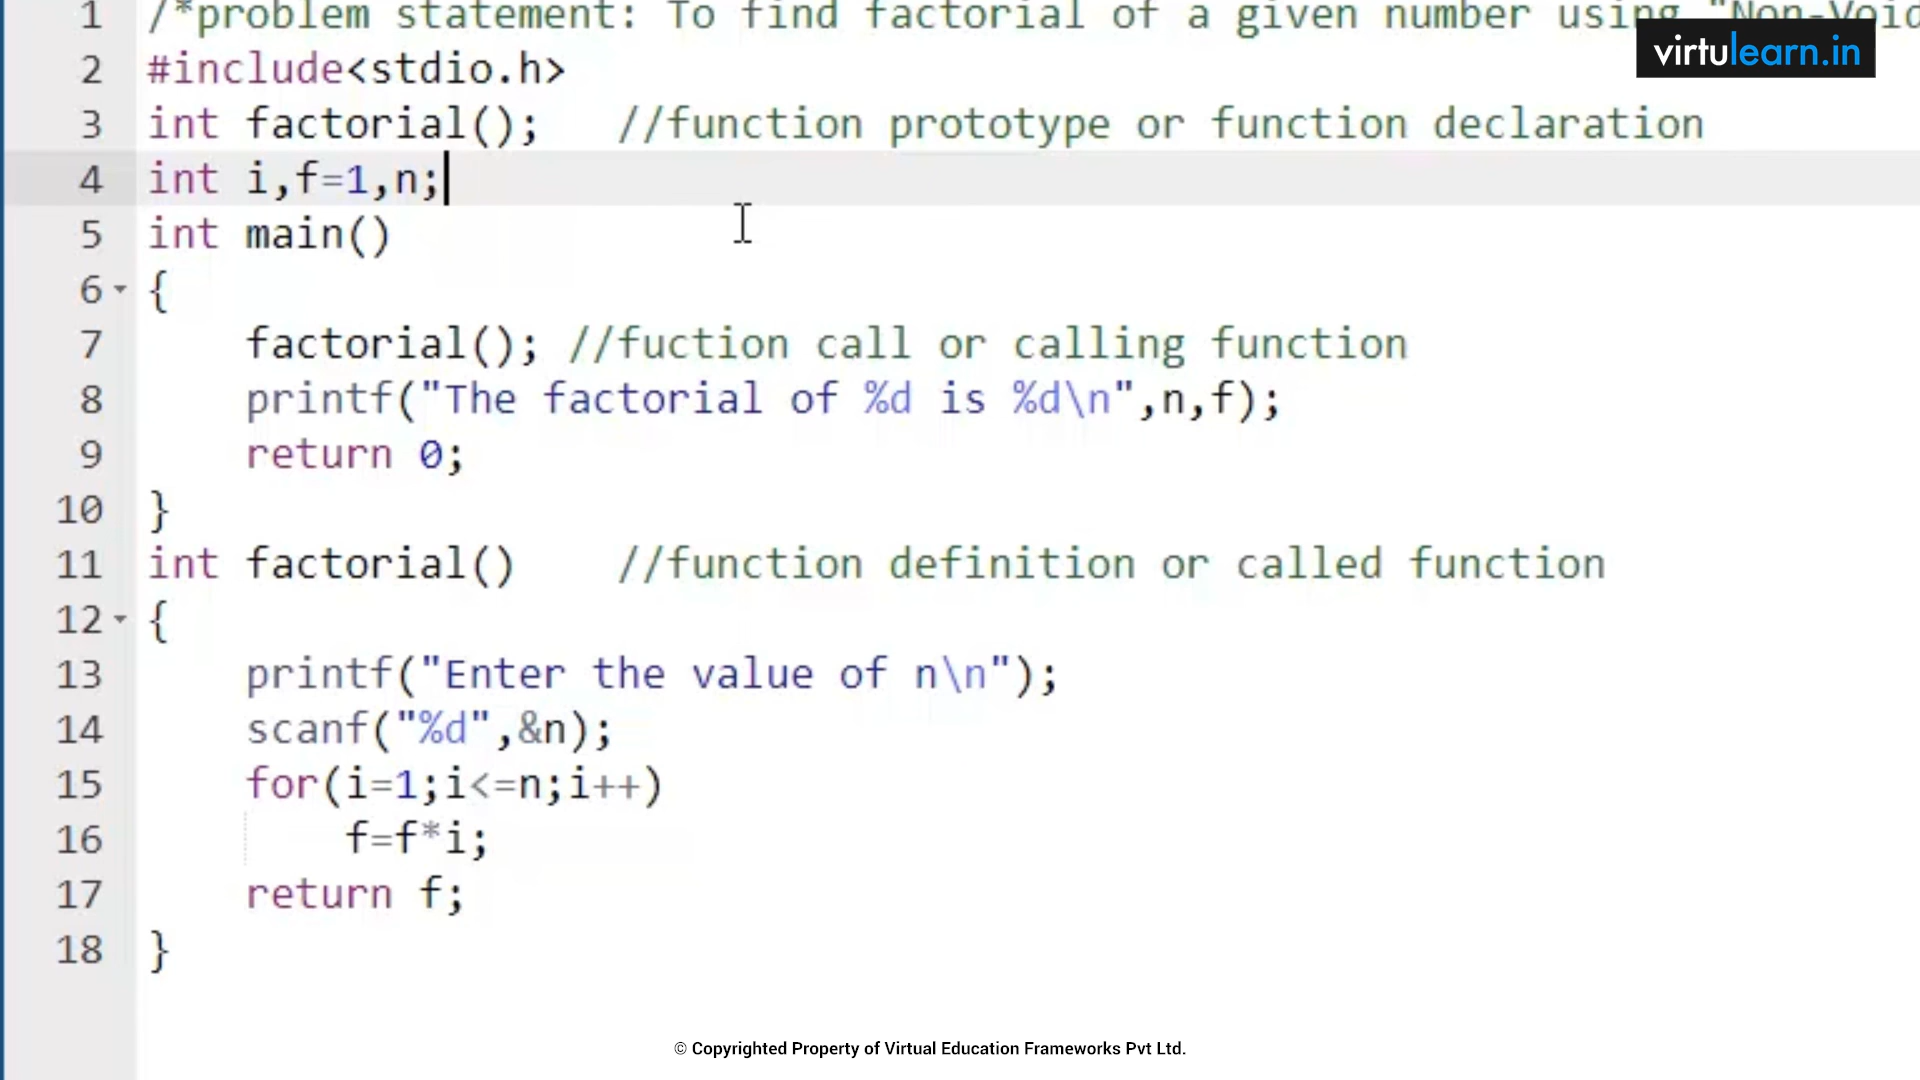 1 /*problem statement: To find factorial of a given number using "Non-Void
virtulearn.in
2 #include<stdio.h>
3 int factorial(); //function prototype or function declaration
4 int i,f=1,n;
5 int main()
6 {
7 factorial(); //fuction call or calling function
8 printf("The factorial of %d is %d\n",n,f);
9 return 0;
10 }
11 int factorial() //function definition or called function
12 {
13 printf("Enter the value of n\n");
14 scanf("%d",&n);
15 for(i=1;i<=n;i++)
16 f=f*i;
17 return f;
18 }
© Copyrighted Property of Virtual Education Frameworks Pvt Ltd.